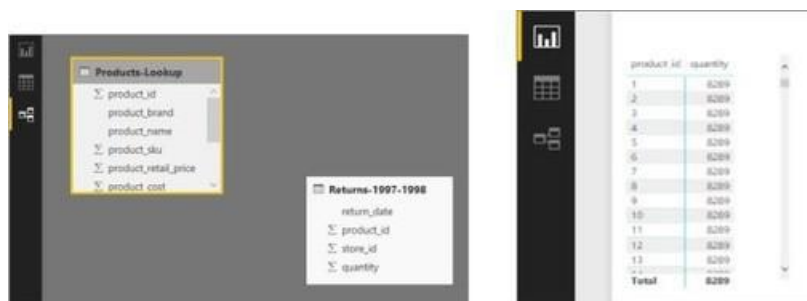 Products-Lookup
Σ product_id
product_brand
product_name
Σ product_sku
Σ product_retail_price
Σ product_cost
Returns-1997-1998
return_date
Σ product_id
Σ store_id
Σ quantity
product_id quantity
1 8289
2 8289
3 8289
4 8289
5 8289
6 8289
7 8289
8 8289
9 8289
10 8289
11 8289
12 8289
13 8289
Total 8289